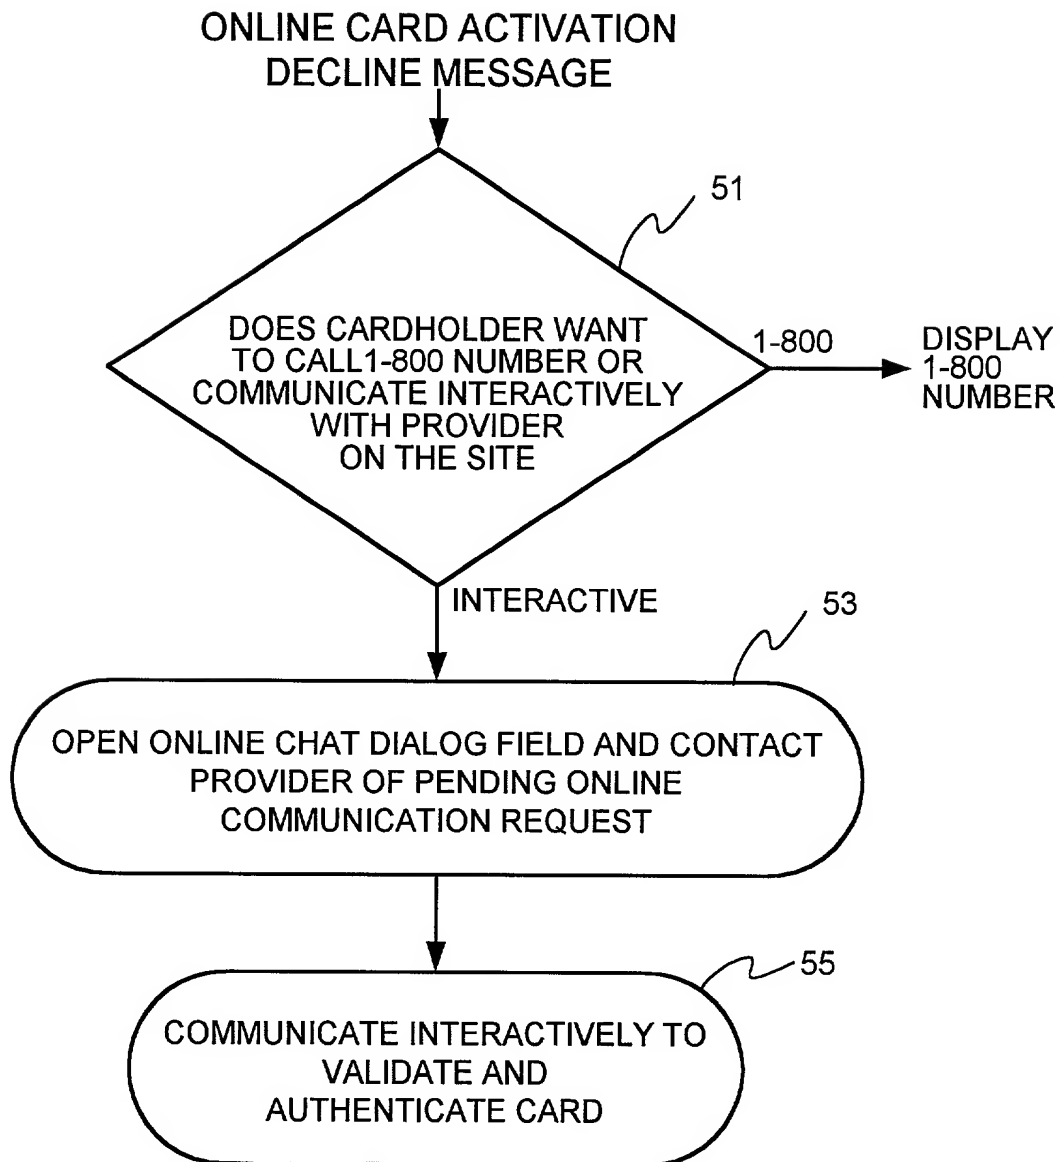 ONLINE CARD ACTIVATION
DECLINE MESSAGE
51
DOES CARDHOLDER WANT
TO CALL1-800 NUMBER OR
COMMUNICATE INTERACTIVELY
WITH PROVIDER
ON THE SITE
1-800
DISPLAY
1-800
NUMBER
INTERACTIVE
53
OPEN ONLINE CHAT DIALOG FIELD AND CONTACT
PROVIDER OF PENDING ONLINE
COMMUNICATION REQUEST
55
COMMUNICATE INTERACTIVELY TO
VALIDATE AND
AUTHENTICATE CARD